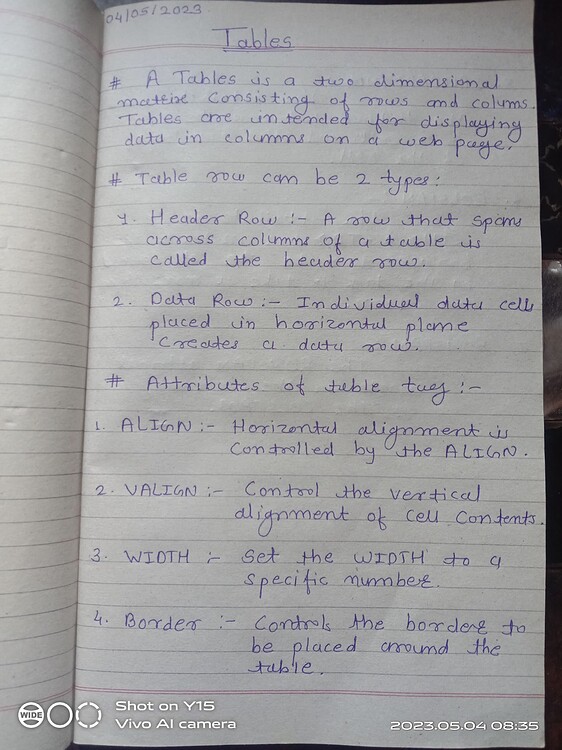 04/05/2023
Tables
# A Tables is a two dimensional
matrix consisting of rows and colums.
Tables are intended for displaying
data in columns on a web page.
# Table row can be 2 types:
1. Header Row :- A row that spans
across columns of a table is
called the header row.
2. Data Row :- Individual data cells
placed in horizontal plane
creates a data row.
# Attributes of table tag :-
1. ALIGN :- Horizontal alignment is
controlled by the ALIGN.
2. VALIGN :- Control the vertical
alignment of cell contents.
3. WIDTH :- Set the WIDTH to a
specific number.
4. Border :- Controls the border to
be placed around the
table.
WIDE
Shot on Y15
Vivo AI camera
2023.05.04 08:35